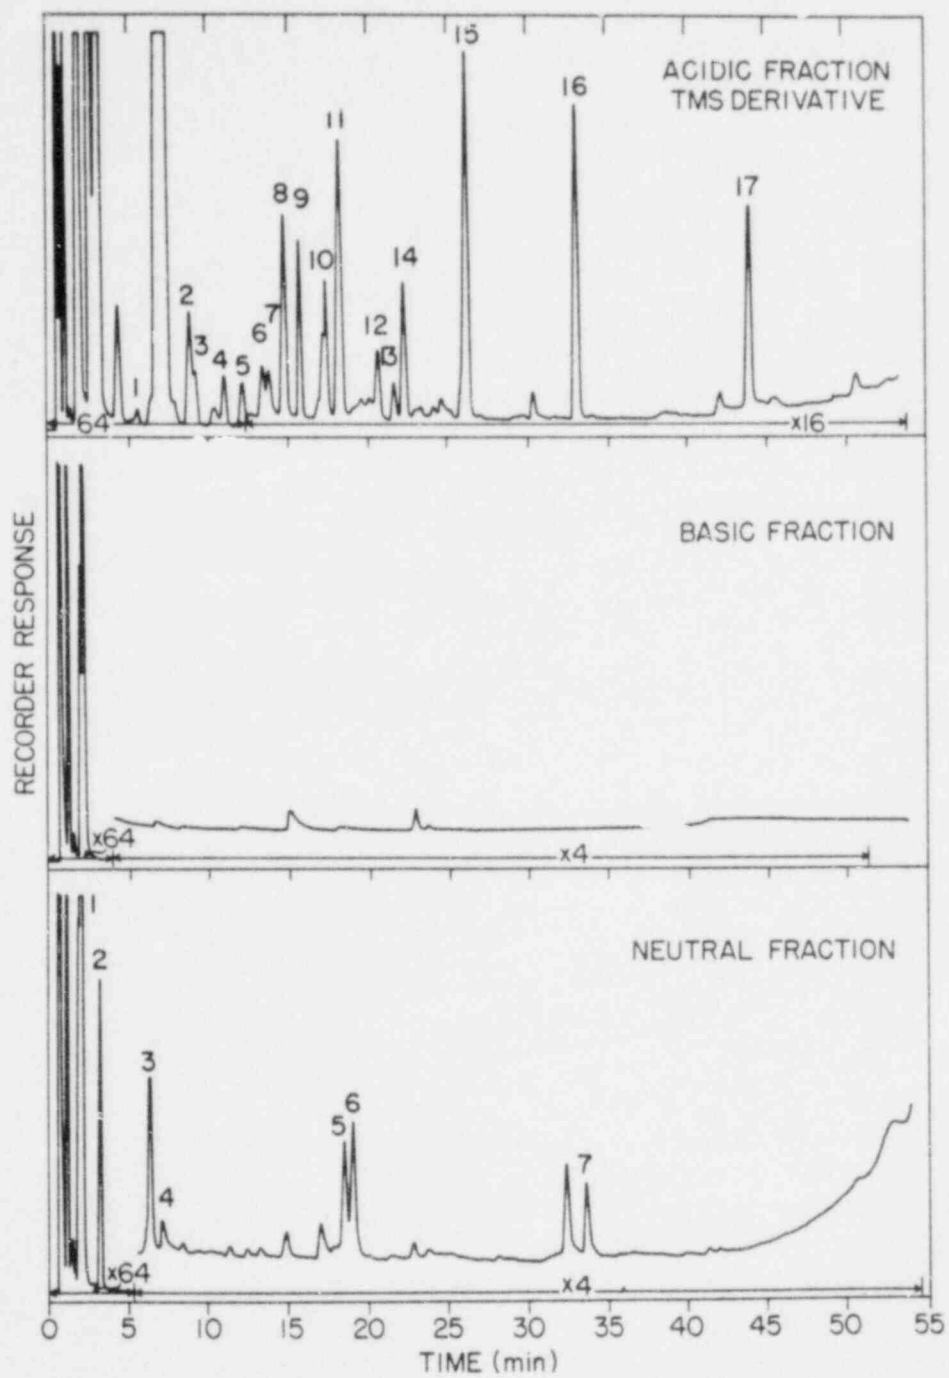 15
ACIDIC FRACTION
TMS DERIVATIVE
16
11
8
9
17
10
14
2
3
7
6
12
13
1
4
5
64
x16
BASIC FRACTION
RECORDER RESPONSE
x64
x4
1
NEUTRAL FRACTION
2
3
6
5
4
7
x64
x4
0 5 10 15 20 25 30 35 40 45 50 55
TIME (min)